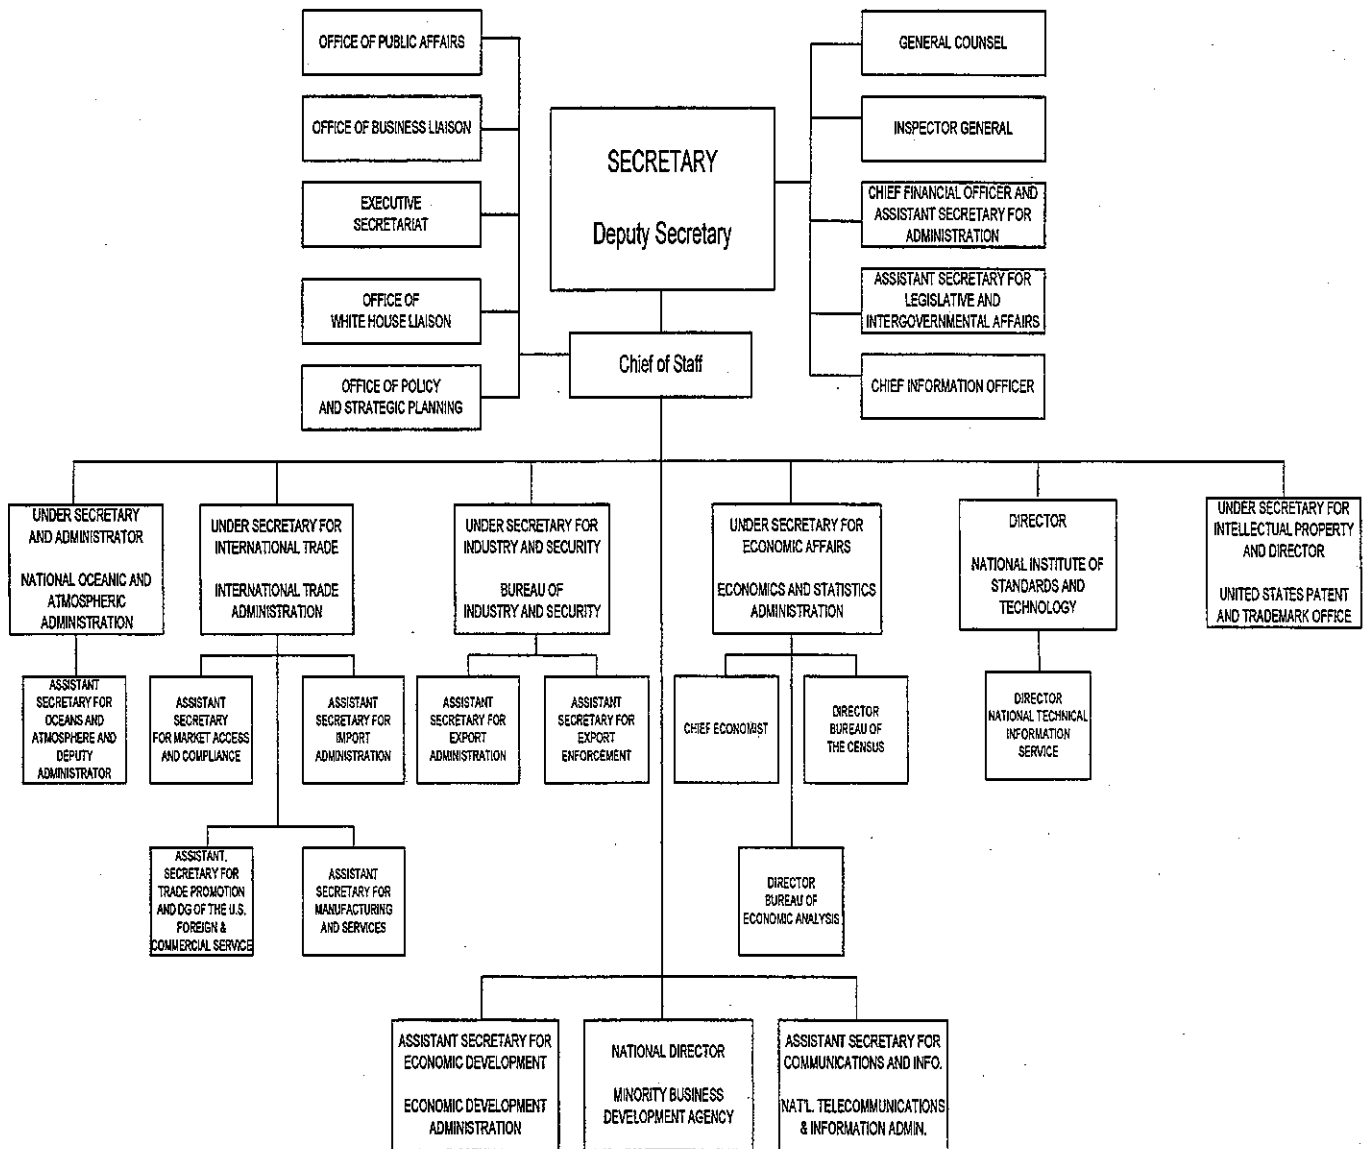 OFFICE OF PUBLIC AFFAIRS
OFFICE OF BUSINESS LIAISON
EXECUTIVE
SECRETARIAT
OFFICE OF
WHITE HOUSE LIAISON
OFFICE OF POLICY
AND STRATEGIC PLANNING
SECRETARY
Deputy Secretary
Chief of Staff
GENERAL COUNSEL
INSPECTOR GENERAL
CHIEF FINANCIAL OFFICER AND
ASSISTANT SECRETARY FOR
ADMINISTRATION
ASSISTANT SECRETARY FOR
LEGISLATIVE AND
INTERGOVERNMENTAL AFFAIRS
CHIEF INFORMATION OFFICER
UNDER SECRETARY
AND ADMINISTRATOR
NATIONAL OCEANIC AND
ATMOSPHERIC
ADMINISTRATION
UNDER SECRETARY FOR
INTERNATIONAL TRADE
INTERNATIONAL TRADE
ADMINISTRATION
UNDER SECRETARY FOR
INDUSTRY AND SECURITY
BUREAU OF
INDUSTRY AND SECURITY
UNDER SECRETARY FOR
ECONOMIC AFFAIRS
ECONOMICS AND STATISTICS
ADMINISTRATION
DIRECTOR
NATIONAL INSTITUTE OF
STANDARDS AND
TECHNOLOGY
UNDER SECRETARY FOR
INTELLECTUAL PROPERTY
AND DIRECTOR
UNITED STATES PATENT
AND TRADEMARK OFFICE
ASSISTANT
SECRETARY FOR
OCEANS AND
ATMOSPHERE AND
DEPUTY
ADMINISTRATOR
ASSISTANT
SECRETARY
FOR MARKET ACCESS
AND COMPLIANCE
ASSISTANT
SECRETARY FOR
IMPORT
ADMINISTRATION
ASSISTANT
SECRETARY FOR
EXPORT
ADMINISTRATION
ASSISTANT
SECRETARY FOR
EXPORT
ENFORCEMENT
CHIEF ECONOMIST
DIRECTOR
BUREAU OF
THE CENSUS
DIRECTOR
NATIONAL TECHNICAL
INFORMATION
SERVICE
ASSISTANT.
SECRETARY FOR
TRADE PROMOTION
AND DG OF THE U.S.
FOREIGN &
COMMERCIAL SERVICE
ASSISTANT
SECRETARY FOR
MANUFACTURING
AND SERVICES
DIRECTOR
BUREAU OF
ECONOMIC ANALYSIS
ASSISTANT SECRETARY FOR
ECONOMIC DEVELOPMENT
ECONOMIC DEVELOPMENT
ADMINISTRATION
NATIONAL DIRECTOR
MINORITY BUSINESS
DEVELOPMENT AGENCY
ASSISTANT SECRETARY FOR
COMMUNICATIONS AND INFO.
NAT'L. TELECOMMUNICATIONS
& INFORMATION ADMIN.